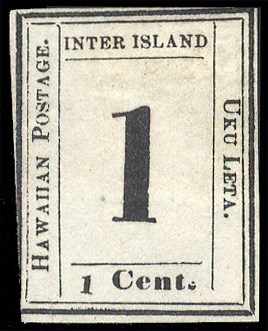 INTER ISLAND
HAWAIIAN POSTAGE.
1
UKU LETA.
1 Cent.